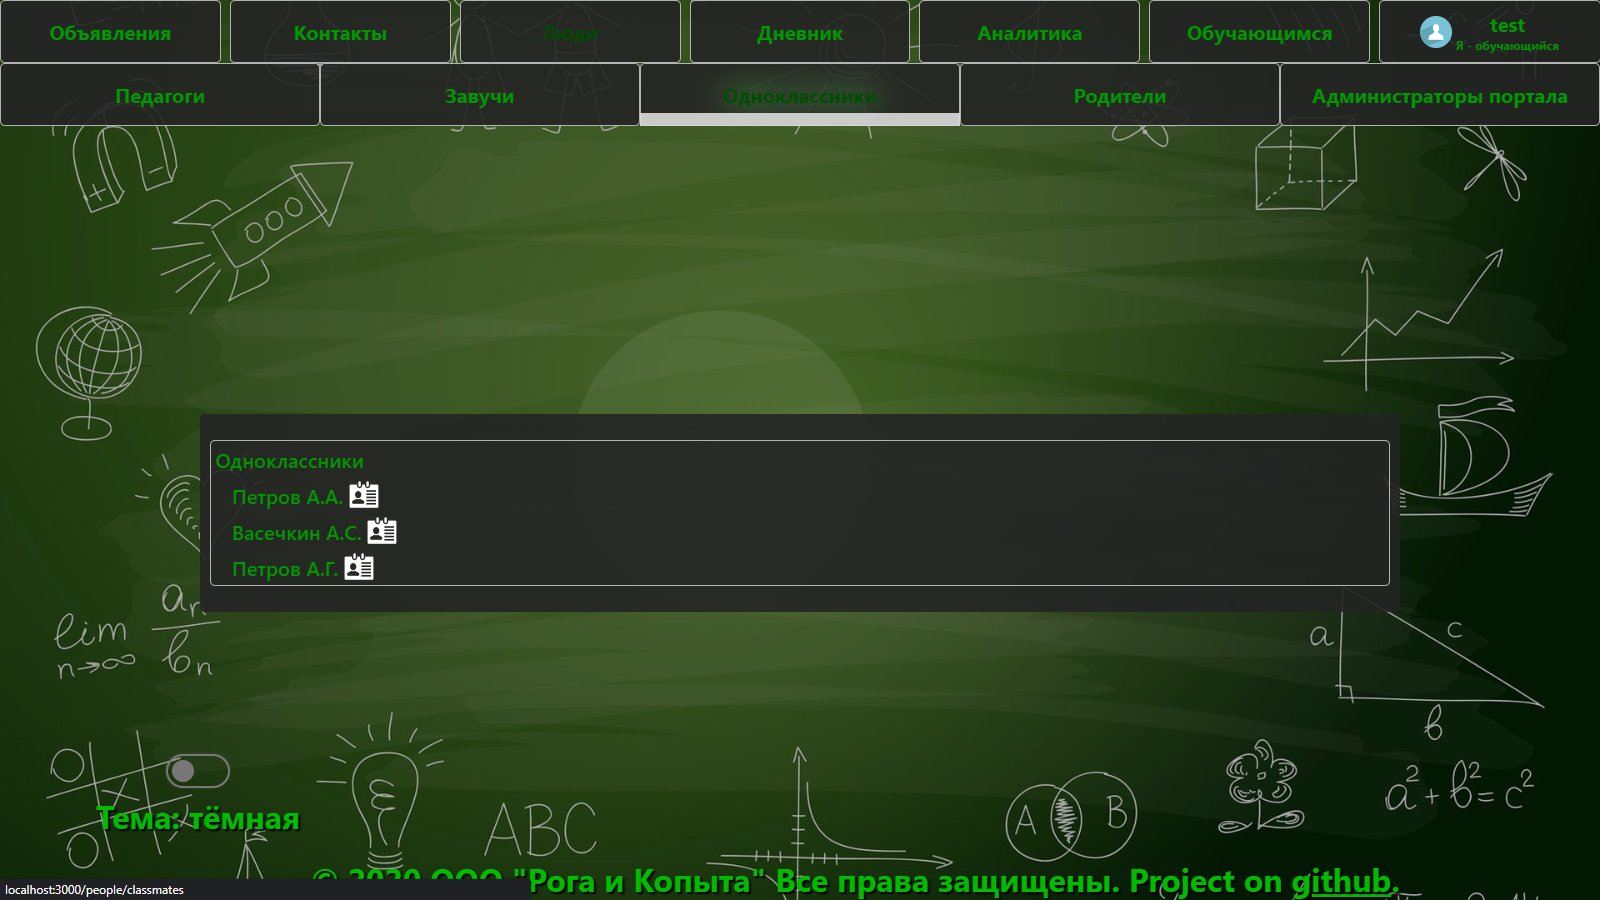 Объявления
Контакты
Люди
Дневник
Аналитика
Обучающимся
test
Я - обучающийся
Педагоги
Завучи
Одноклассники
Родители
Администраторы портала
Одноклассники
Петров А.А.
Васечкин А.С.
Петров А.Г.
lim
n→∞
aₙ
bₙ
a
c
b
ABC
A
B
a²+b²=c²
Тема: тёмная
© 2020 ООО "Рога и Копыта" Все права защищены. Project on github.
localhost:3000/people/classmates